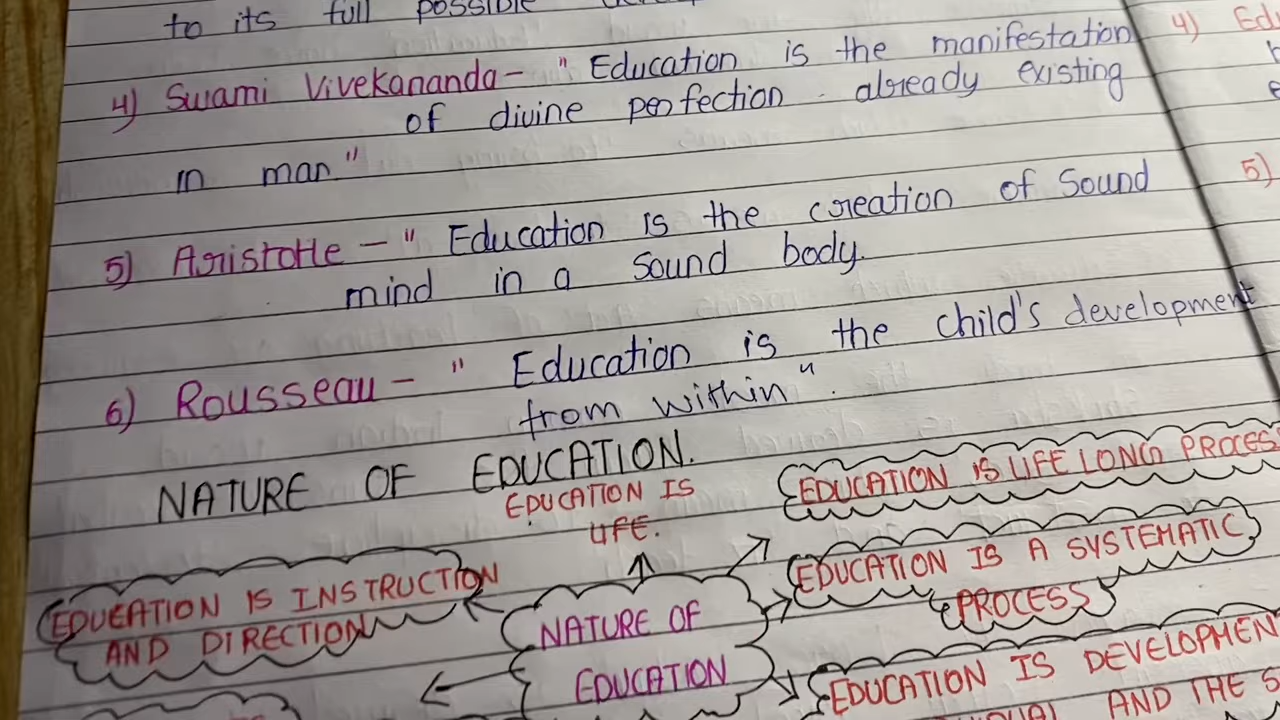 to its full possible
4) Swami Vivekananda- " Education is the manifestation
of divine perfection. already existing
in man"
5) Aristotle - " Education is the creation of Sound
mind in a sound body.
6) Rousseau - " Education is the child's development
from within".
NATURE OF EDUCATION.
EDUCATION IS
LIFE.
EDUCATION IS LIFE LONG PROCESS
EDUCATION IS A SYSTEMATIC
PROCESS
EDUCATION IS INSTRUCTION
AND DIRECTION
NATURE OF
EDUCATION
EDUCATION IS DEVELOPMEN
AND THE S
4) Ed
5)